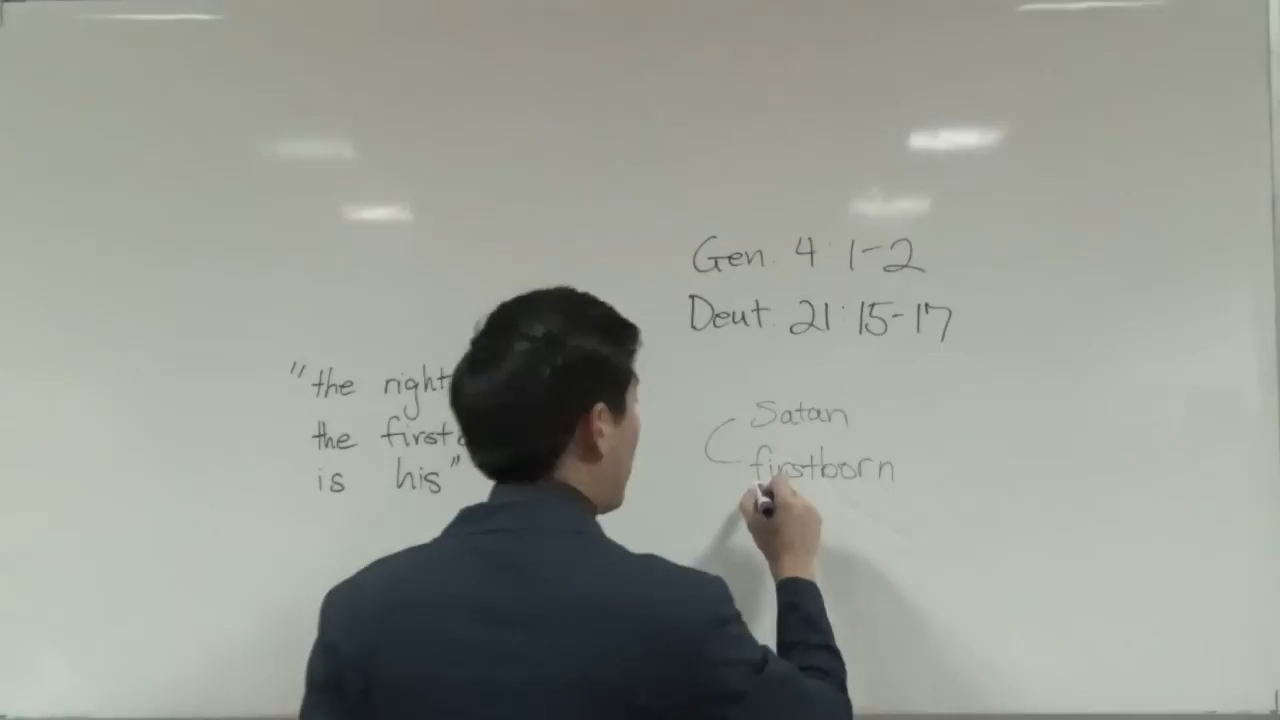 Gen. 4:1-2
Deut. 21:15-17
"the right
the first
is his"
Satan
firstborn